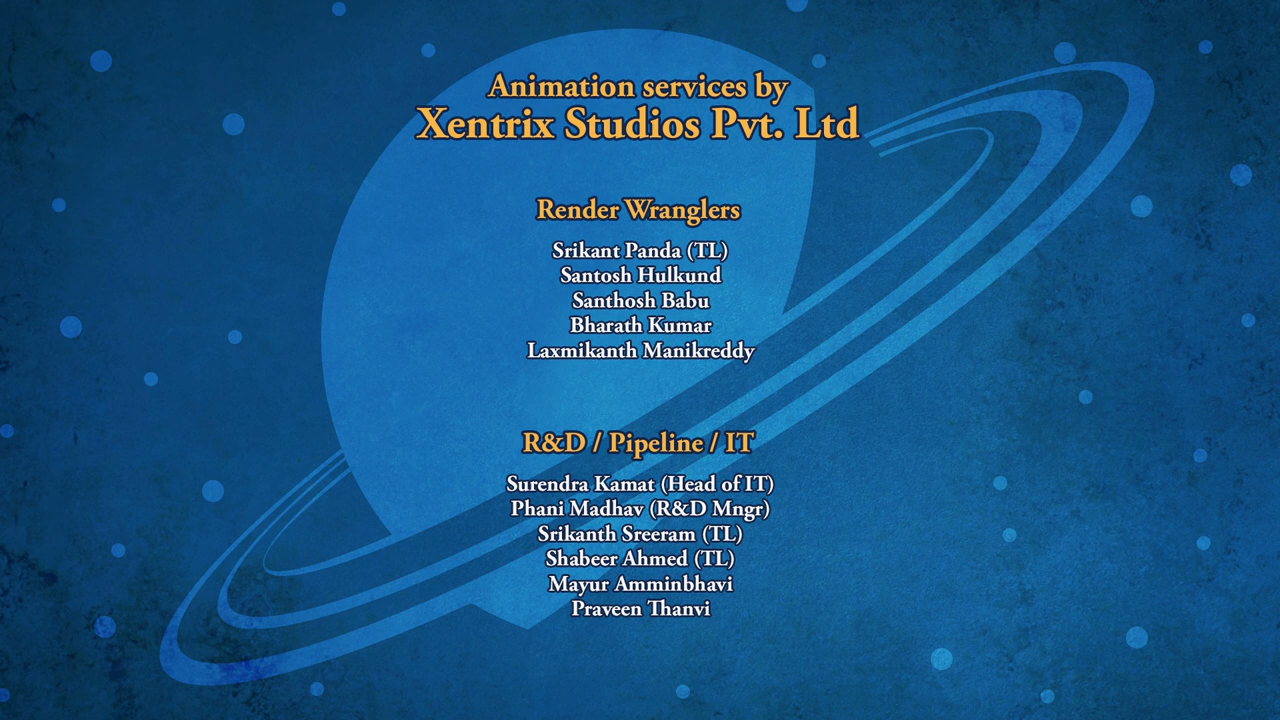 Animation services by
Xentrix Studios Pvt. Ltd
Render Wranglers
Srikant Panda (TL)
Santosh Hulkund
Santhosh Babu
Bharath Kumar
Laxmikanth Manikreddy
R&D / Pipeline / IT
Surendra Kamat (Head of IT)
Phani Madhav (R&D Mngr)
Srikanth Sreeram (TL)
Shabeer Ahmed (TL)
Mayur Amminbhavi
Praveen Thanvi